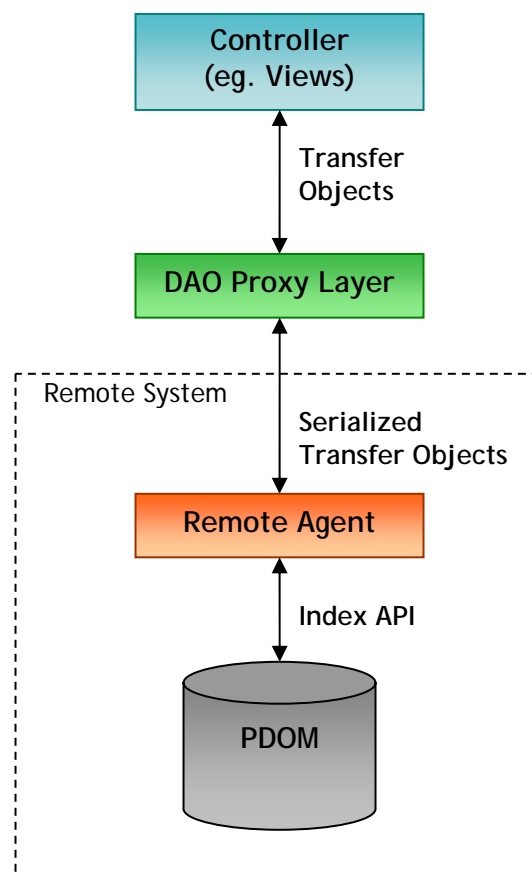 Controller
(eg. Views)
Transfer
Objects
DAO Proxy Layer
Remote System
Serialized
Transfer Objects
Remote Agent
Index API
PDOM